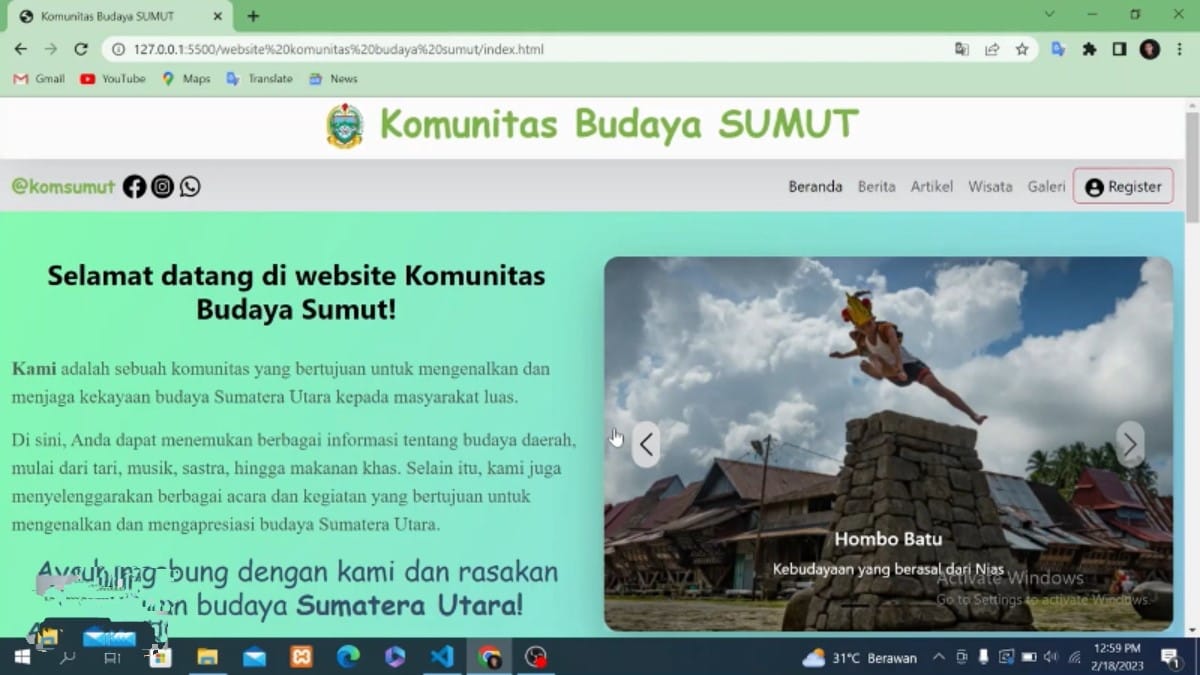 Komunitas Budaya SUMUT
127.0.0.1:5500/website%20komunitas%20budaya%20sumut/index.html
Gmail YouTube Maps Translate News
Komunitas Budaya SUMUT
@komsumut Beranda Berita Artikel Wisata Galeri Register
Selamat datang di website Komunitas
Budaya Sumut!
Kami adalah sebuah komunitas yang bertujuan untuk mengenalkan dan
menjaga kekayaan budaya Sumatera Utara kepada masyarakat luas.
Di sini, Anda dapat menemukan berbagai informasi tentang budaya daerah,
mulai dari tari, musik, sastra, hingga makanan khas. Selain itu, kami juga
menyelenggarakan berbagai acara dan kegiatan yang bertujuan untuk
mengenalkan dan mengapresiasi budaya Sumatera Utara.
dengan kami dan rasakan
budaya Sumatera Utara!
Hombo Batu
Kebudayaan yang berasal dari Nias
Activate Windows
Go to Settings to activate Windows.
31°C Berawan
12:59 PM
2/18/2023
1